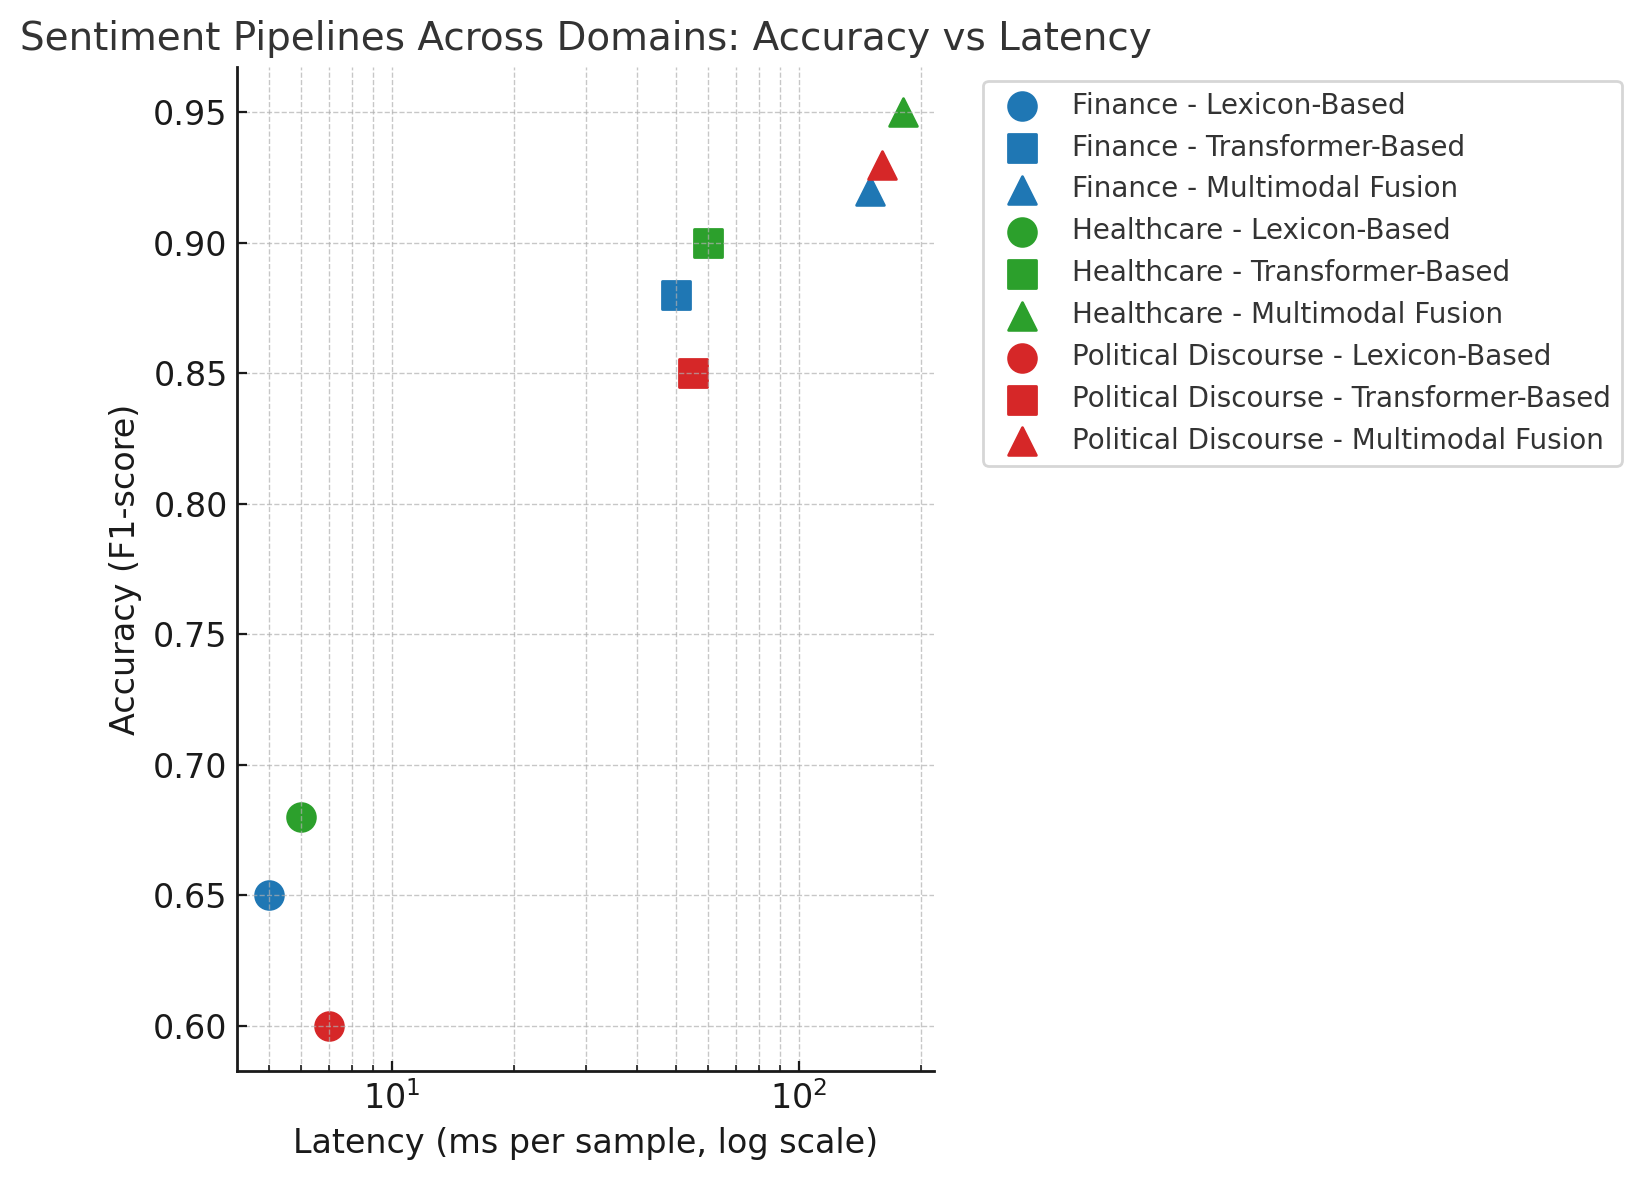 Sentiment Pipelines Across Domains: Accuracy vs Latency
Finance - Lexicon-Based
Finance - Transformer-Based
Finance - Multimodal Fusion
Healthcare - Lexicon-Based
Healthcare - Transformer-Based
Healthcare - Multimodal Fusion
Political Discourse - Lexicon-Based
Political Discourse - Transformer-Based
Political Discourse - Multimodal Fusion
Accuracy (F1-score)
0.95
0.90
0.85
0.80
0.75
0.70
0.65
0.60
10¹ 10²
Latency (ms per sample, log scale)